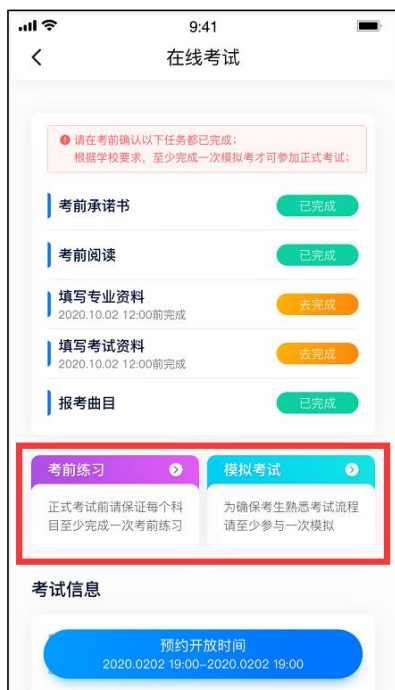 9:41
在线考试
请在考前确认以下任务都已完成；
根据学校要求，至少完成一次模拟考才可参加正式考试；
考前承诺书
已完成
考前阅读
已完成
填写专业资料
2020.10.02 12:00前完成
去完成
填写考试资料
2020.10.02 12:00前完成
去完成
报考曲目
已完成
考前练习
模拟考试
正式考试前请保证每个科
目至少完成一次考前练习
为确保考生熟悉考试流程
请至少参与一次模拟
考试信息
预约开放时间
2020.0202 19:00-2020.0202 19:00